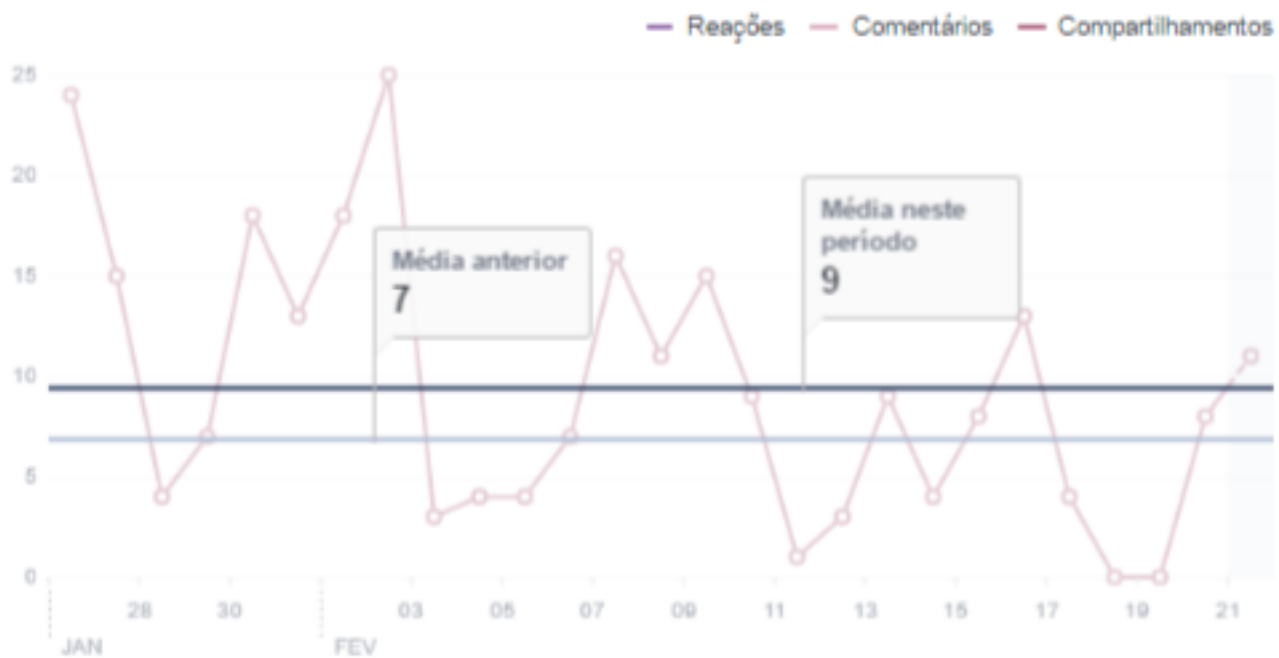 Reações Comentários Compartilhamentos
25
20
15
10
5
0
Média anterior
7
Média neste
período
9
28 30 03 05 07 09 11 13 15 17 19 21
JAN FEV